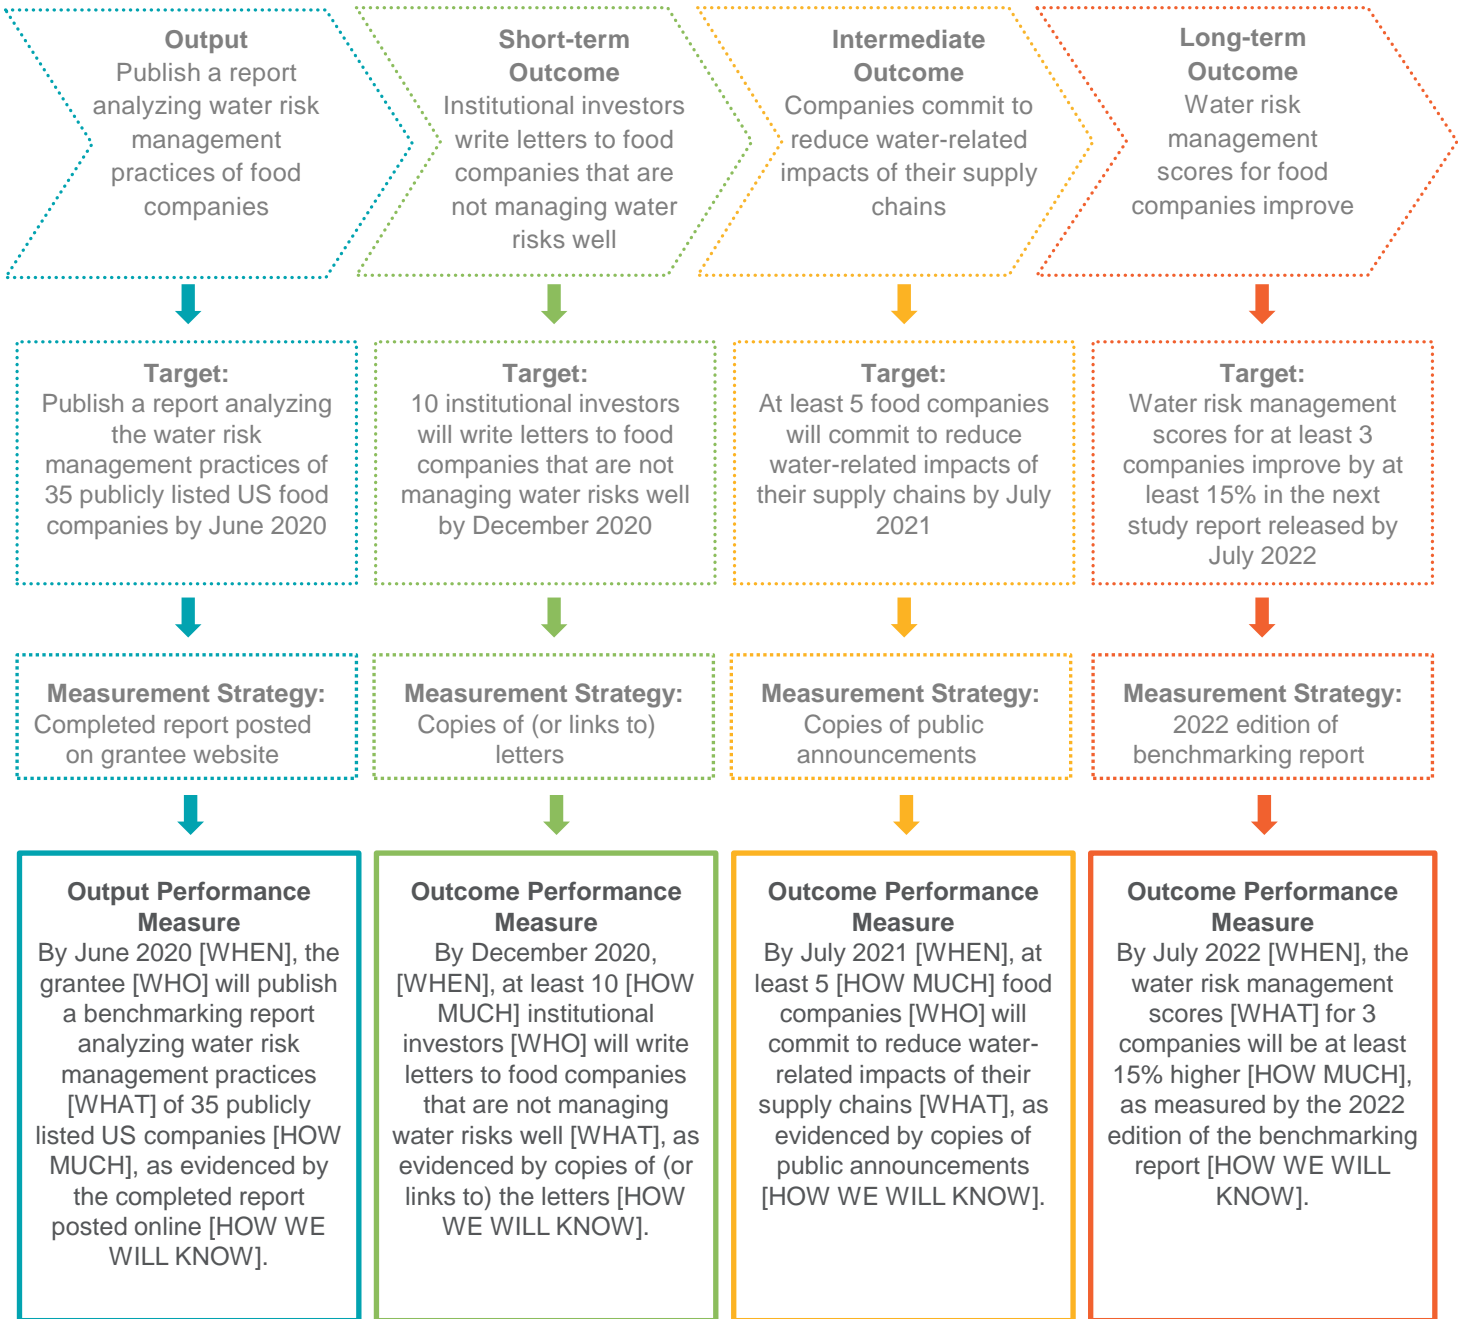 Output
Publish a report
analyzing water risk
management
practices of food
companies
Short-term
Outcome
Institutional investors
write letters to food
companies that are
not managing water
risks well
Intermediate
Outcome
Companies commit to
reduce water-related
impacts of their supply
chains
Long-term
Outcome
Water risk
management
scores for food
companies improve
Target:
Publish a report analyzing
the water risk
management practices of
35 publicly listed US food
companies by June 2020
Target:
10 institutional investors
will write letters to food
companies that are not
managing water risks well
by December 2020
Target:
At least 5 food companies
will commit to reduce
water-related impacts of
their supply chains by July
2021
Target:
Water risk management
scores for at least 3
companies improve by at
least 15% in the next
study report released by
July 2022
Measurement Strategy:
Completed report posted
on grantee website
Measurement Strategy:
Copies of (or links to)
letters
Measurement Strategy:
Copies of public
announcements
Measurement Strategy:
2022 edition of
benchmarking report
Output Performance
Measure
By June 2020 [WHEN], the
grantee [WHO] will publish
a benchmarking report
analyzing water risk
management practices
[WHAT] of 35 publicly
listed US companies [HOW
MUCH], as evidenced by
the completed report
posted online [HOW WE
WILL KNOW].
Outcome Performance
Measure
By December 2020,
[WHEN], at least 10 [HOW
MUCH] institutional
investors [WHO] will write
letters to food companies
that are not managing
water risks well [WHAT], as
evidenced by copies of (or
links to) the letters [HOW
WE WILL KNOW].
Outcome Performance
Measure
By July 2021 [WHEN], at
least 5 [HOW MUCH] food
companies [WHO] will
commit to reduce water-
related impacts of their
supply chains [WHAT], as
evidenced by copies of
public announcements
[HOW WE WILL KNOW].
Outcome Performance
Measure
By July 2022 [WHEN], the
water risk management
scores [WHAT] for 3
companies will be at least
15% higher [HOW MUCH],
as measured by the 2022
edition of the benchmarking
report [HOW WE WILL
KNOW].